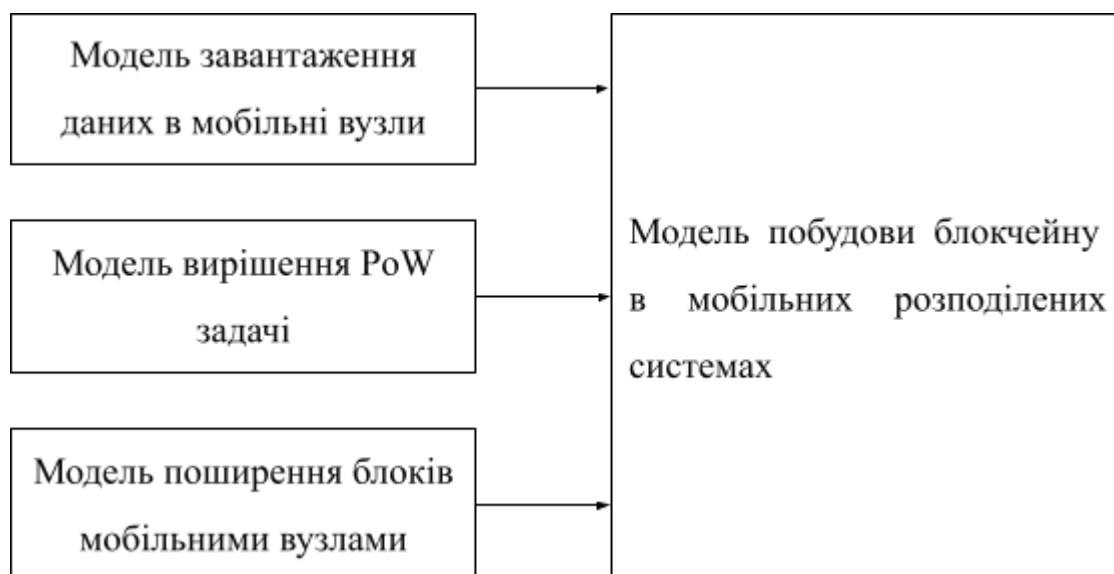 Модель завантаження
даних в мобільні вузли
Модель вирішення PoW
задачі
Модель поширення блоків
мобільними вузлами
Модель побудови блокчейну
в мобільних розподілених
системах